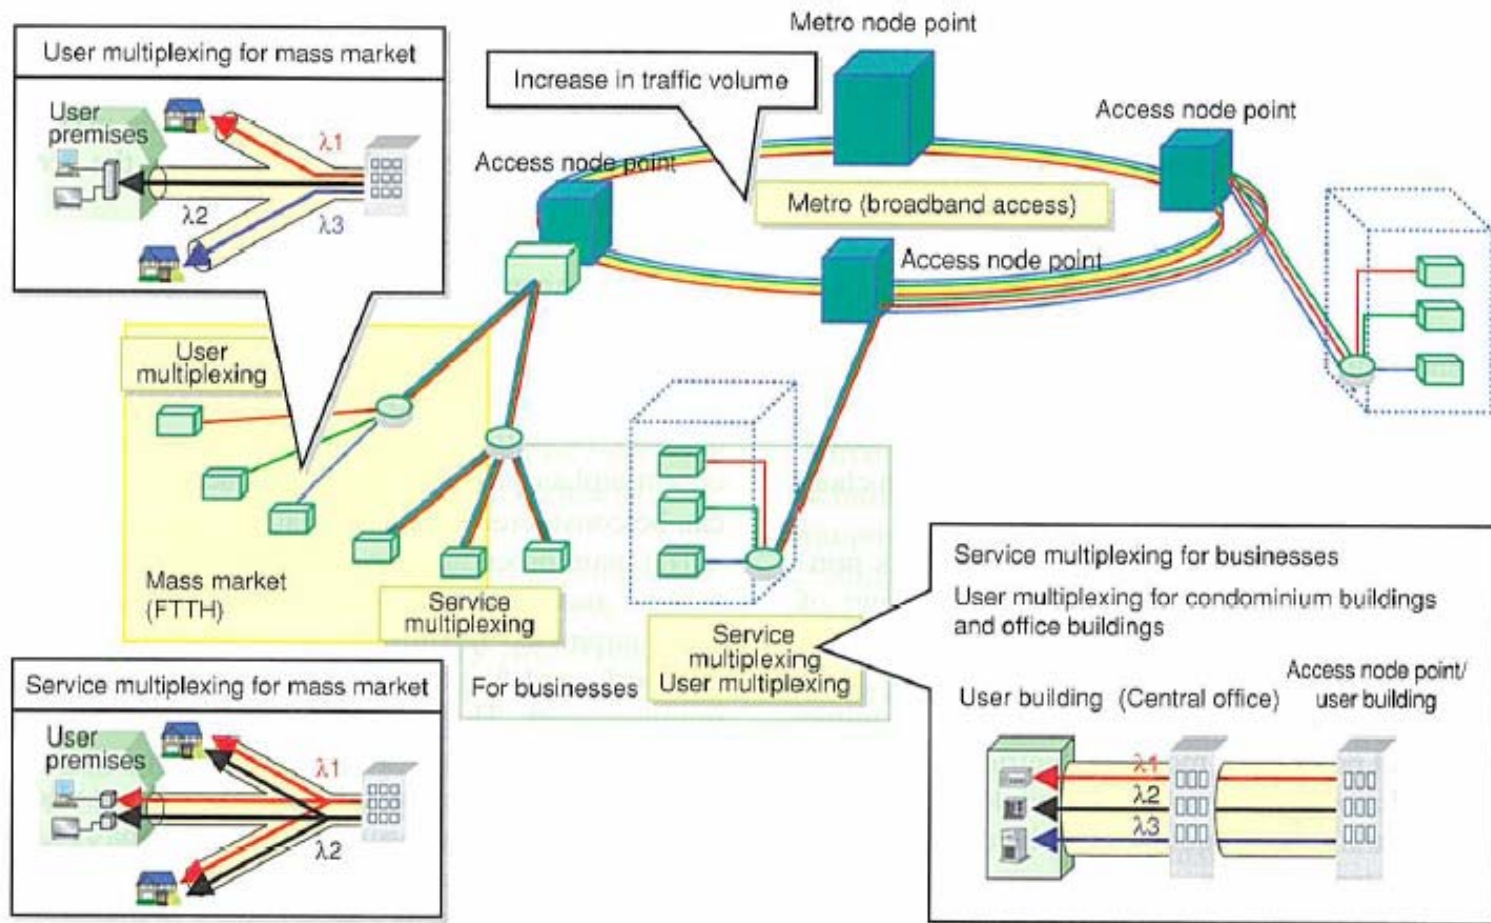 User multiplexing for mass market
User
premises
λ1
λ2
λ3
Metro node point
Increase in traffic volume
Access node point
Access node point
Metro (broadband access)
Access node point
User
multiplexing
Mass market
(FTTH)
Service
multiplexing
For businesses
Service
multiplexing
User multiplexing
Service multiplexing for mass market
User
premises
λ1
λ2
Service multiplexing for businesses
User multiplexing for condominium buildings
and office buildings
User building (Central office)
Access node point/
user building
λ1
λ2
λ3